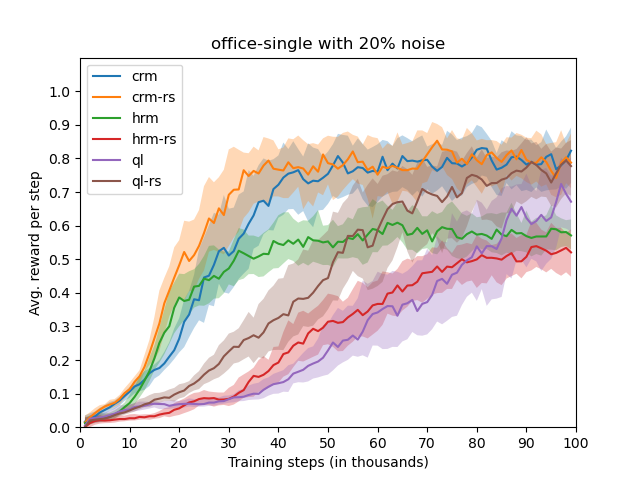 office-single with 20% noise
crm
crm-rs
hrm
hrm-rs
ql
ql-rs
Avg. reward per step
1.0
0.9
0.8
0.7
0.6
0.5
0.4
0.3
0.2
0.1
0.0
0 10 20 30 40 50 60 70 80 90 100
Training steps (in thousands)